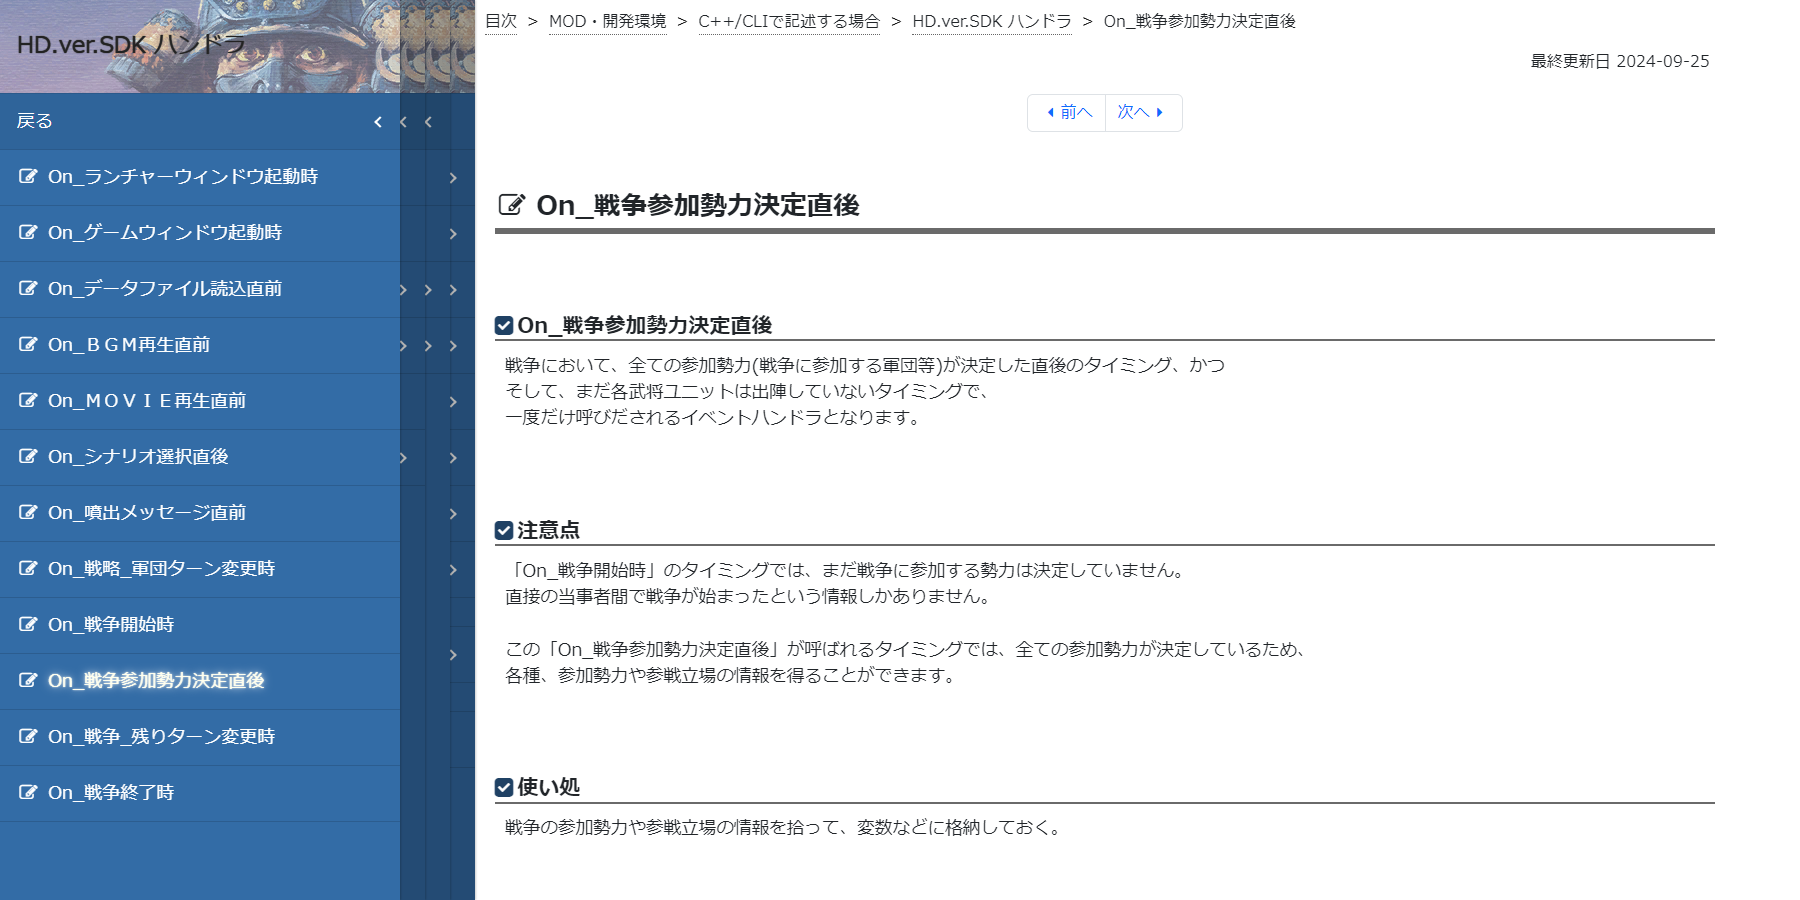 HD.ver.SDK ハンドラ
戻る
On_ランチャーウィンドウ起動時
On_ゲームウィンドウ起動時
On_データファイル読込直前
On_ＢＧＭ再生直前
On_ＭＯＶＩＥ再生直前
On_シナリオ選択直後
On_噴出メッセージ直前
On_戦略_軍団ターン変更時
On_戦争開始時
On_戦争参加勢力決定直後
On_戦争_残りターン変更時
On_戦争終了時
目次 > MOD・開発環境 > C++/CLIで記述する場合 > HD.ver.SDK ハンドラ > On_戦争参加勢力決定直後
最終更新日 2024-09-25
前へ 次へ
On_戦争参加勢力決定直後
On_戦争参加勢力決定直後
戦争において、全ての参加勢力(戦争に参加する軍団等)が決定した直後のタイミング、かつ
そして、まだ各武将ユニットは出陣していないタイミングで、
一度だけ呼びだされるイベントハンドラとなります。
注意点
「On_戦争開始時」のタイミングでは、まだ戦争に参加する勢力は決定していません。
直接の当事者間で戦争が始まったという情報しかありません。
この「On_戦争参加勢力決定直後」が呼ばれるタイミングでは、全ての参加勢力が決定しているため、
各種、参加勢力や参戦立場の情報を得ることができます。
使い処
戦争の参加勢力や参戦立場の情報を拾って、変数などに格納しておく。